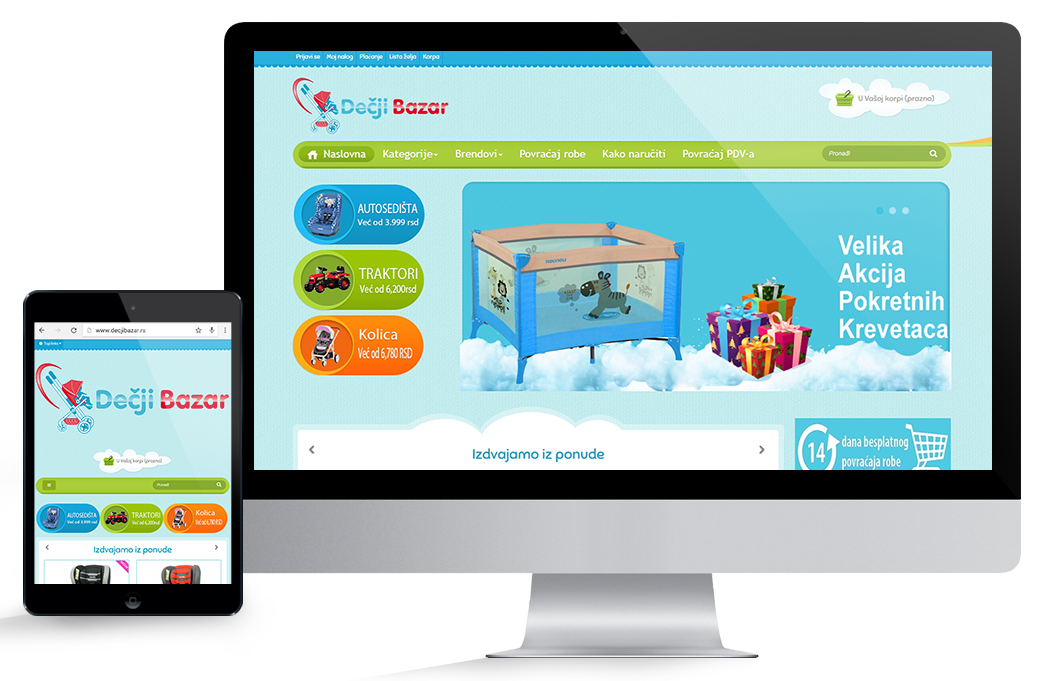 Prijavi se Moj nalog Plaćanje Lista želja Korpa
Dečji Bazar
U Vašoj korpi (prazno)
Naslovna Kategorije Brendovi Povraćaj robe Kako naručiti Povraćaj PDV-a
Pronađi
AUTOSEDIŠTA
Već od 3.999 rsd
TRAKTORI
Već od 6,200rsd
Kolica
Već od 6,780 RSD
Velika
Akcija
Pokretnih
Krevetaca
Izdvajamo iz ponude
14 dana besplatnog
povraćaja robe
www.decjibazar.rs
Dečji Bazar
U Vašoj korpi (prazno)
Pronađi
AUTOSEDIŠTA
Već od 3.999 rsd
TRAKTORI
Već od 6,200rsd
Kolica
Već od 6,780 RSD
Izdvajamo iz ponude